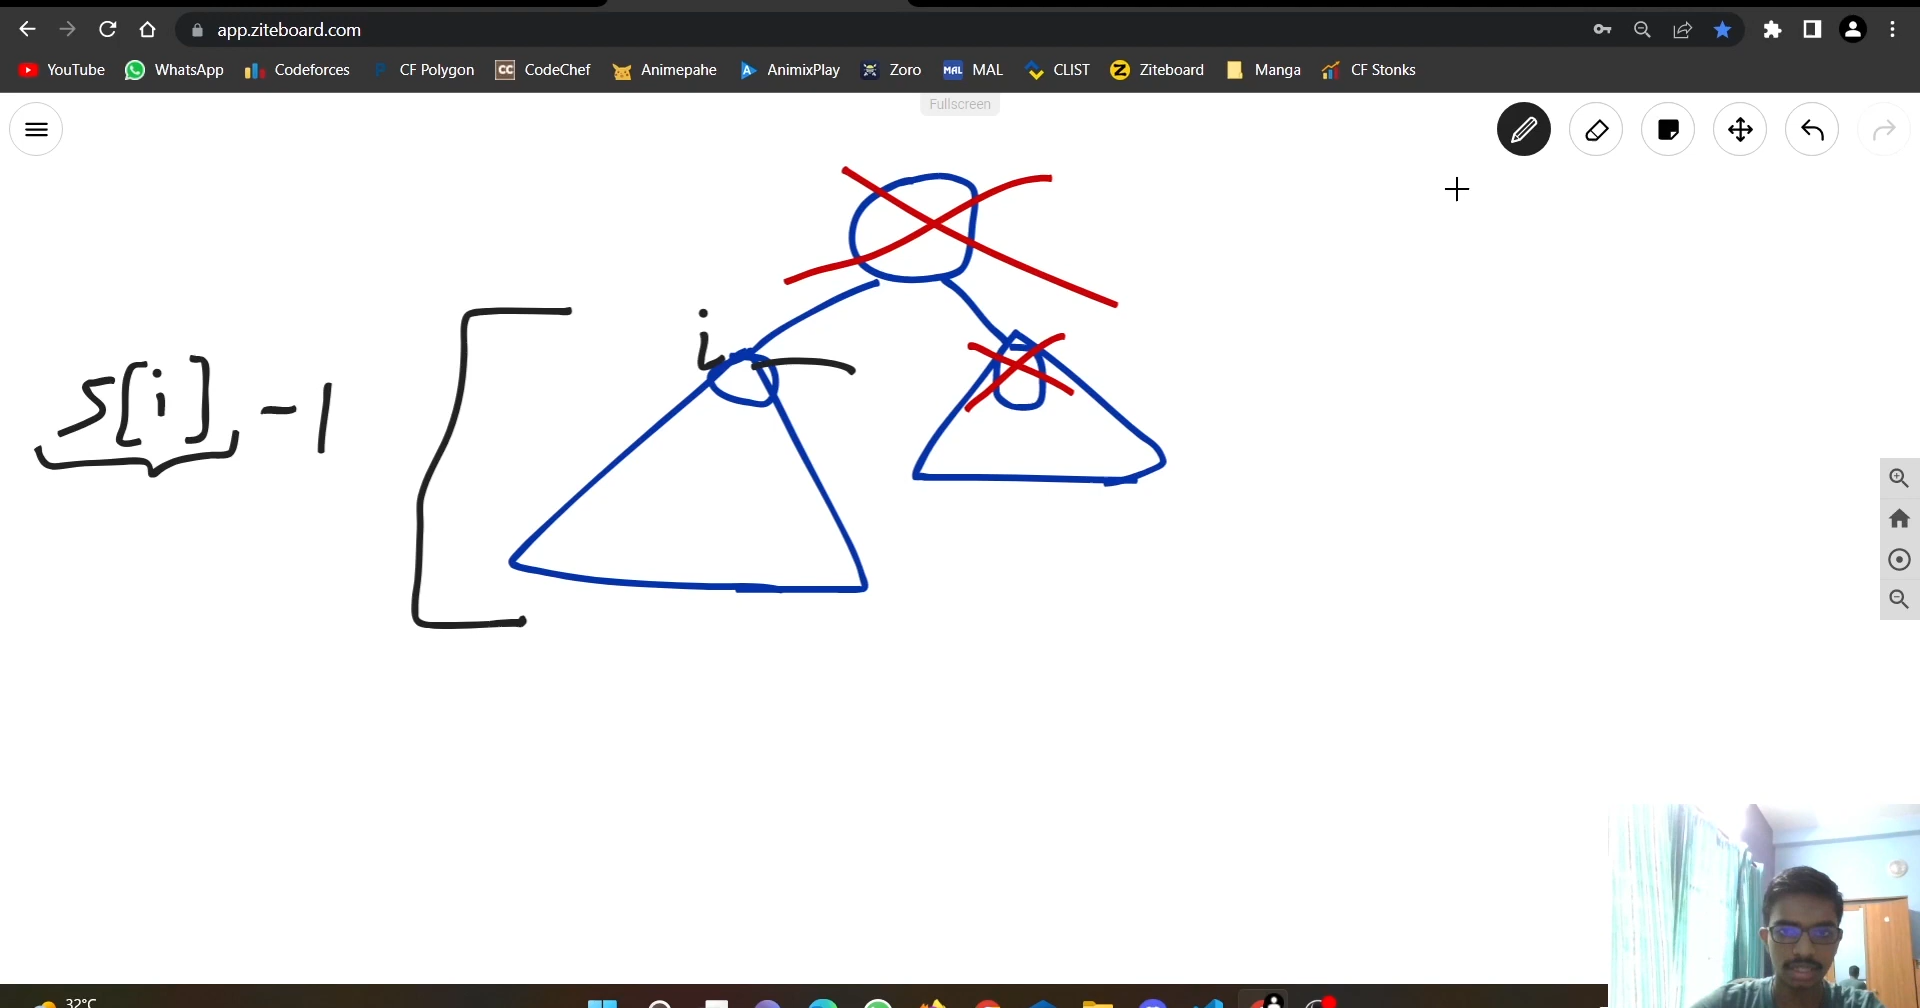 app.ziteboard.com
YouTube WhatsApp Codeforces CF Polygon CodeChef Animepahe AnimixPlay Zoro MAL CLIST Ziteboard Manga CF Stonks
Fullscreen
i
S[i] - 1
32°C